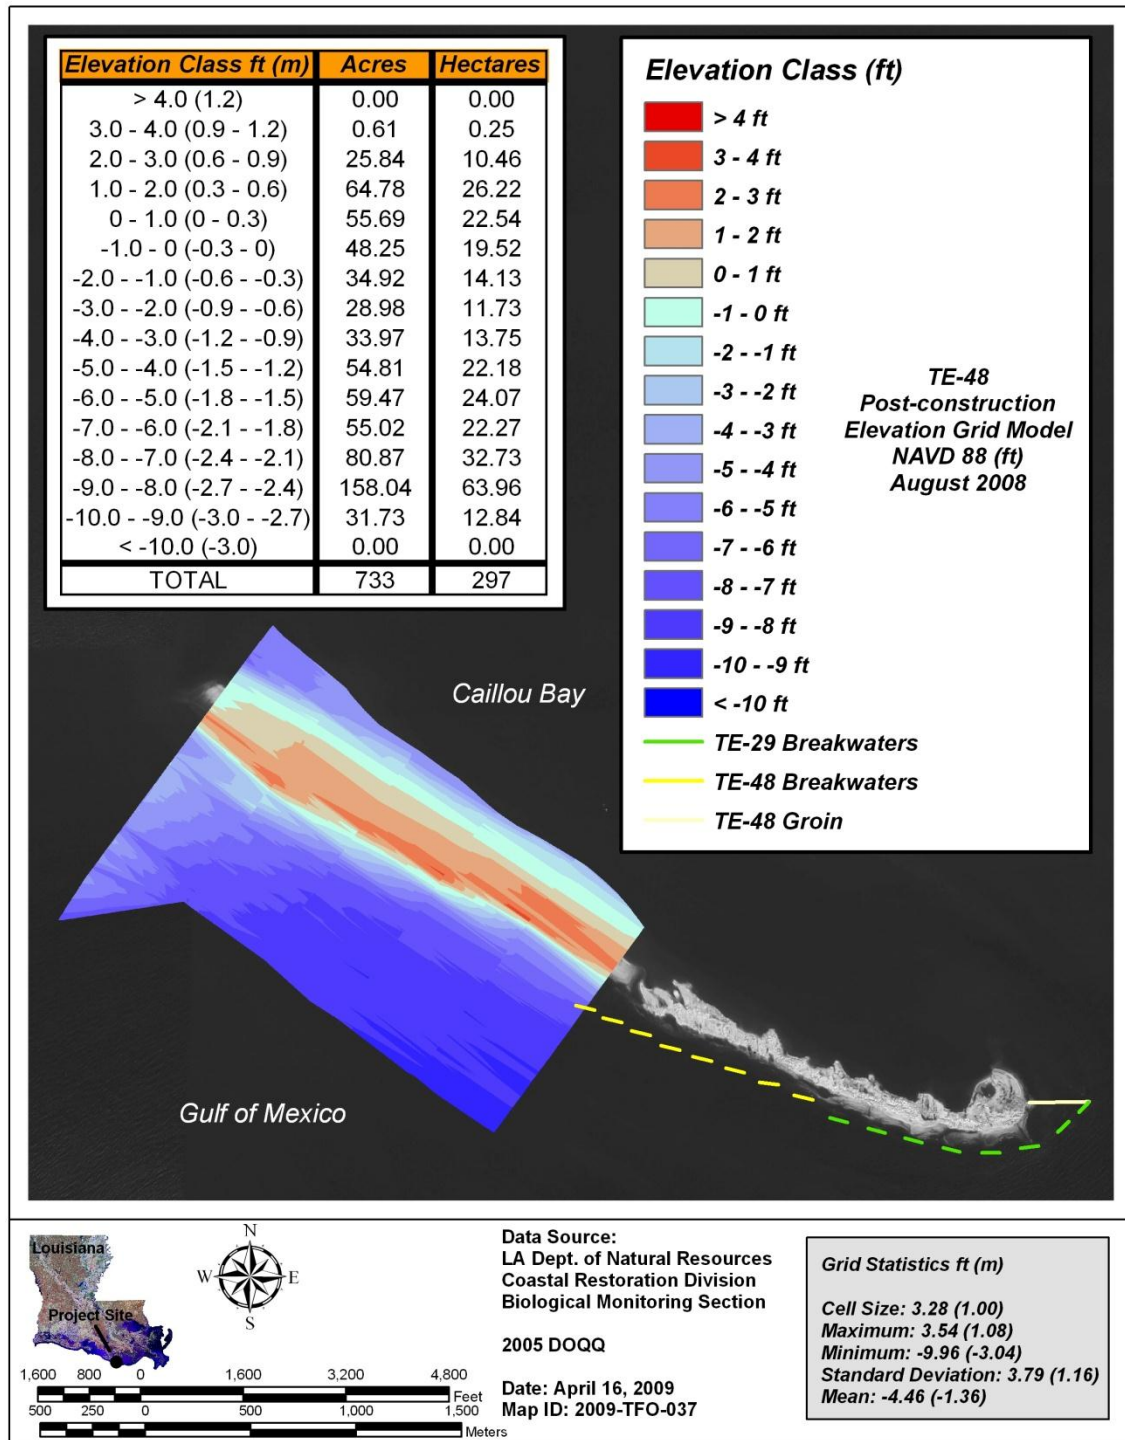 Elevation Class ft (m) Acres Hectares
> 4.0 (1.2) 0.00 0.00
3.0 - 4.0 (0.9 - 1.2) 0.61 0.25
2.0 - 3.0 (0.6 - 0.9) 25.84 10.46
1.0 - 2.0 (0.3 - 0.6) 64.78 26.22
0 - 1.0 (0 - 0.3) 55.69 22.54
-1.0 - 0 (-0.3 - 0) 48.25 19.52
-2.0 - -1.0 (-0.6 - -0.3) 34.92 14.13
-3.0 - -2.0 (-0.9 - -0.6) 28.98 11.73
-4.0 - -3.0 (-1.2 - -0.9) 33.97 13.75
-5.0 - -4.0 (-1.5 - -1.2) 54.81 22.18
-6.0 - -5.0 (-1.8 - -1.5) 59.47 24.07
-7.0 - -6.0 (-2.1 - -1.8) 55.02 22.27
-8.0 - -7.0 (-2.4 - -2.1) 80.87 32.73
-9.0 - -8.0 (-2.7 - -2.4) 158.04 63.96
-10.0 - -9.0 (-3.0 - -2.7) 31.73 12.84
< -10.0 (-3.0) 0.00 0.00
TOTAL 733 297
Elevation Class (ft)
> 4 ft
3 - 4 ft
2 - 3 ft
1 - 2 ft
0 - 1 ft
-1 - 0 ft
-2 - -1 ft
-3 - -2 ft
-4 - -3 ft
-5 - -4 ft
-6 - -5 ft
-7 - -6 ft
-8 - -7 ft
-9 - -8 ft
-10 - -9 ft
< -10 ft
TE-29 Breakwaters
TE-48 Breakwaters
TE-48 Groin
TE-48
Post-construction
Elevation Grid Model
NAVD 88 (ft)
August 2008
Caillou Bay
Gulf of Mexico
Louisiana
Project Site
N
W E
S
1,600 800 0 1,600 3,200 4,800
Feet
500 250 0 500 1,000 1,500
Meters
Data Source:
LA Dept. of Natural Resources
Coastal Restoration Division
Biological Monitoring Section
2005 DOQQ
Date: April 16, 2009
Map ID: 2009-TFO-037
Grid Statistics ft (m)
Cell Size: 3.28 (1.00)
Maximum: 3.54 (1.08)
Minimum: -9.96 (-3.04)
Standard Deviation: 3.79 (1.16)
Mean: -4.46 (-1.36)